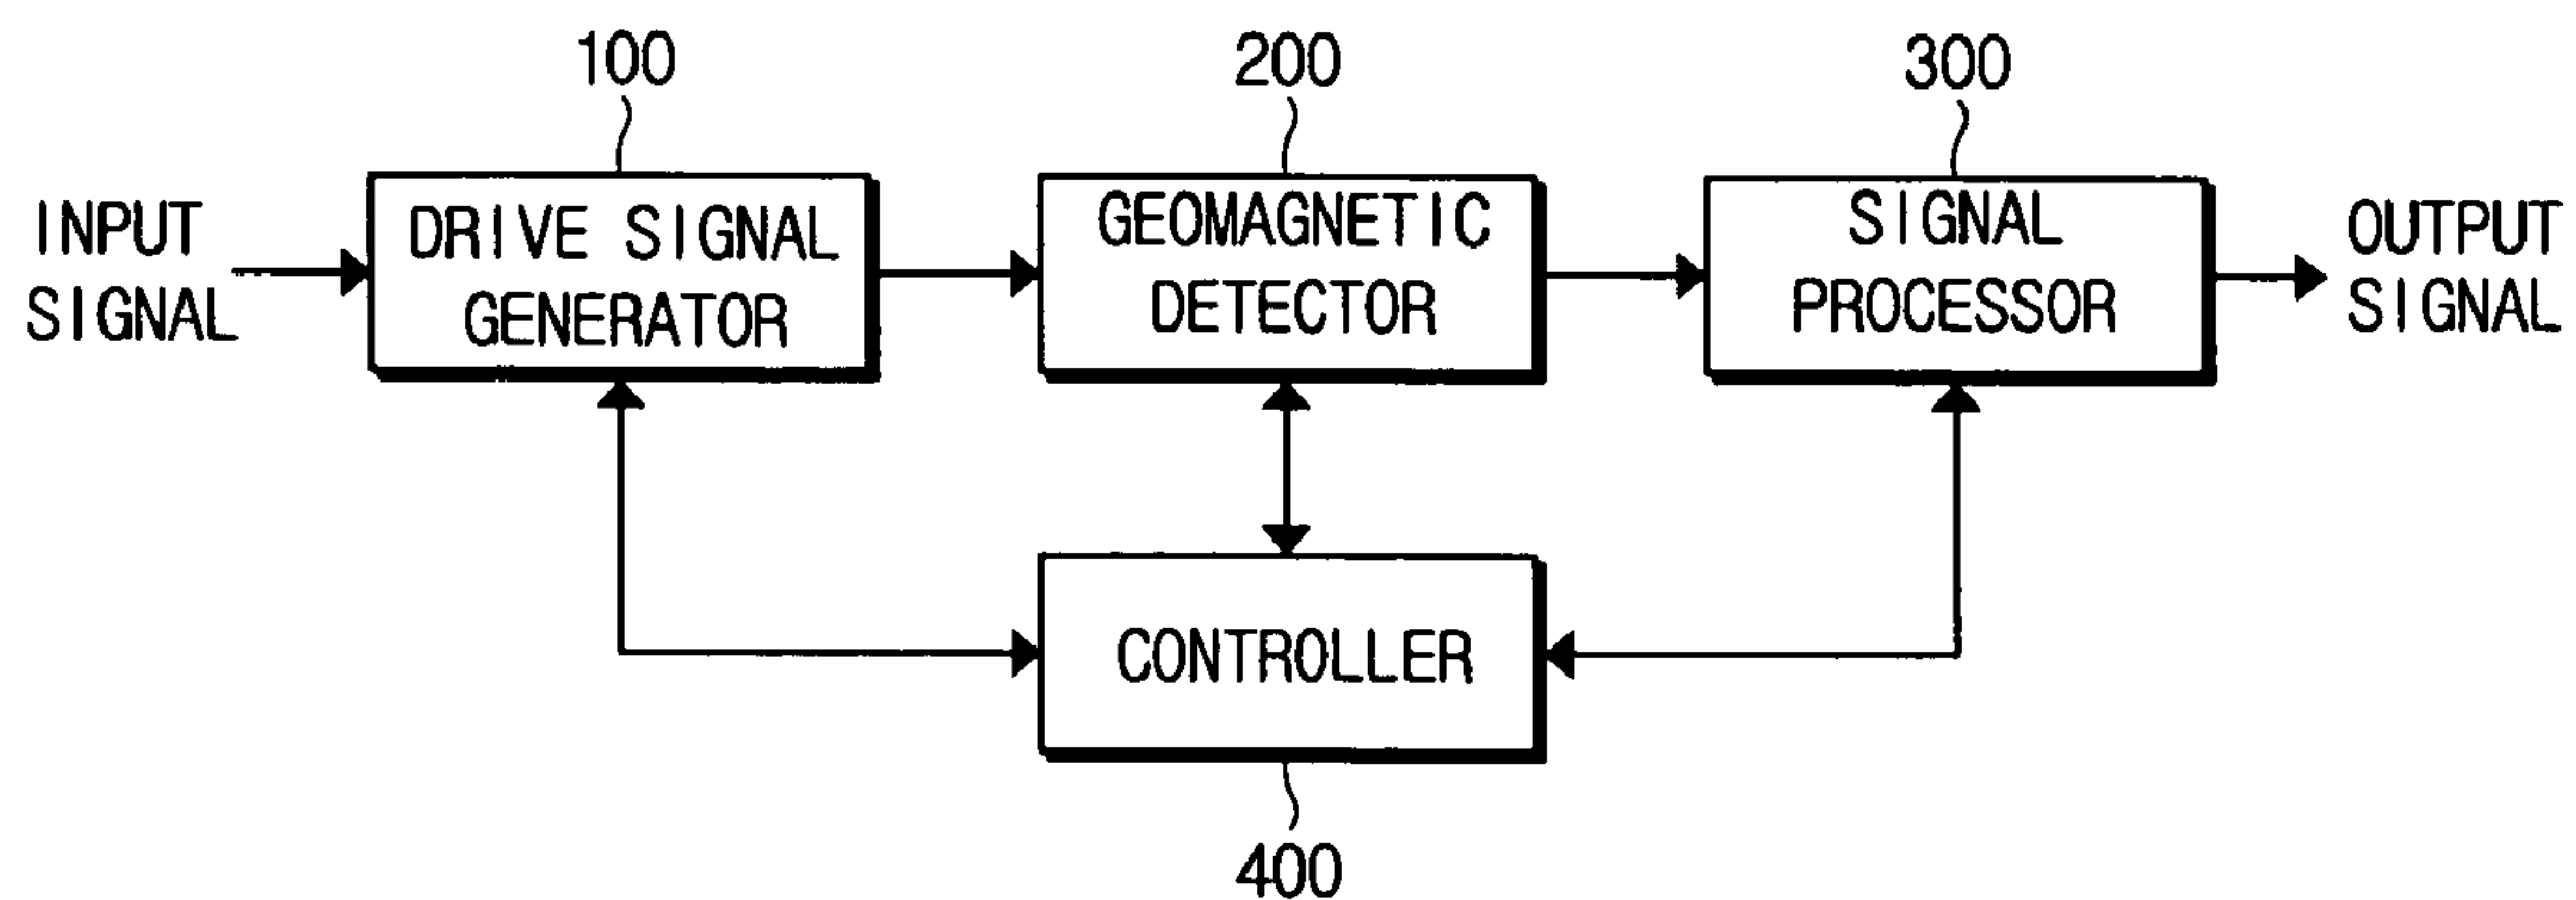 100
200
300
INPUT
SIGNAL
DRIVE SIGNAL
GENERATOR
GEOMAGNETIC
DETECTOR
SIGNAL
PROCESSOR
OUTPUT
SIGNAL
CONTROLLER
400